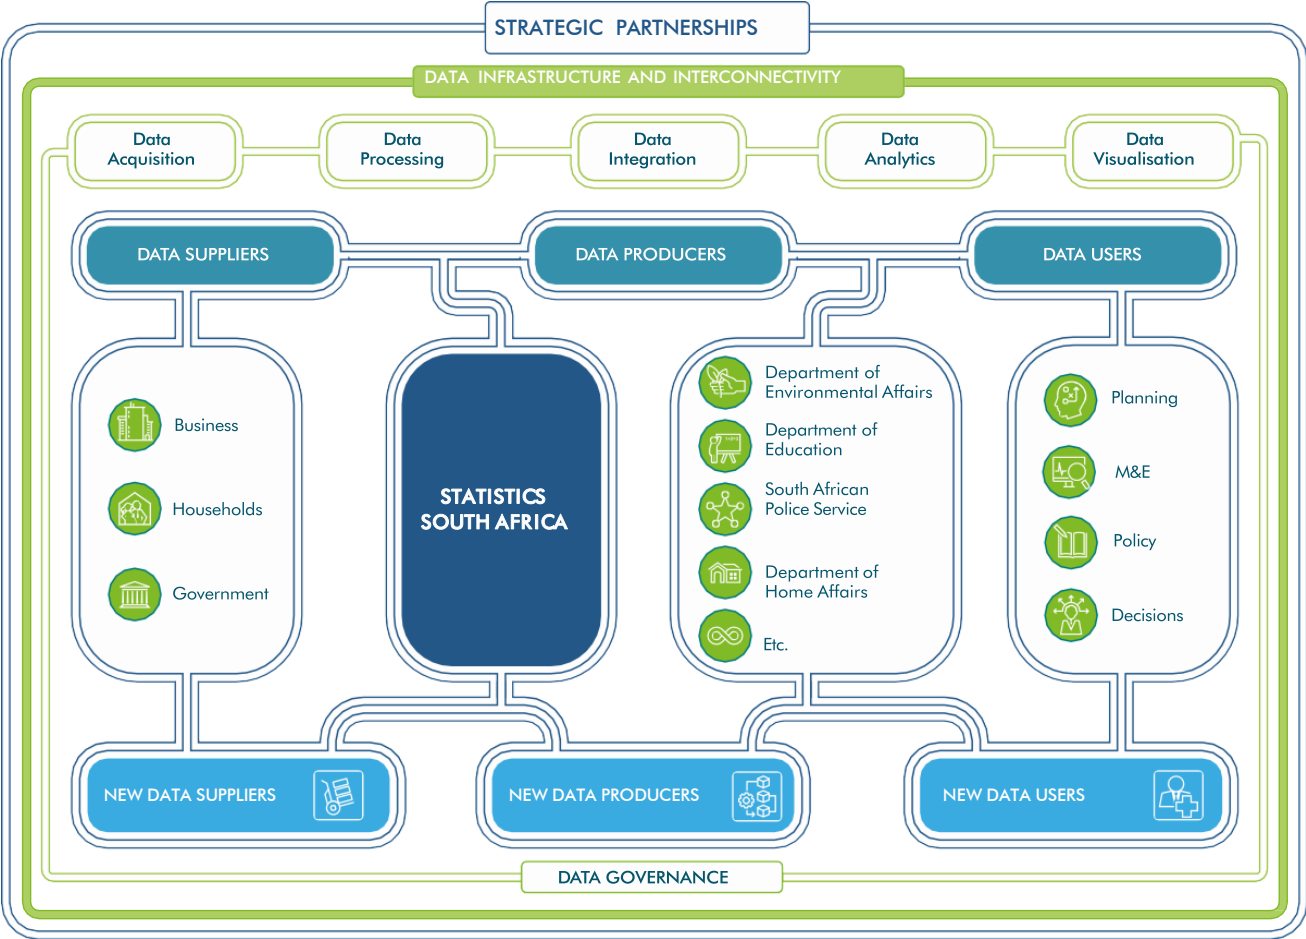 STRATEGIC PARTNERSHIPS
DATA INFRASTRUCTURE AND INTERCONNECTIVITY
Data
Acquisition
Data
Processing
Data
Integration
Data
Analytics
Data
Visualisation
DATA SUPPLIERS
DATA PRODUCERS
DATA USERS
Business
Households
Government
STATISTICS
SOUTH AFRICA
Department of
Environmental Affairs
Department of
Education
South African
Police Service
Department of
Home Affairs
Etc.
Planning
M&E
Policy
Decisions
NEW DATA SUPPLIERS
NEW DATA PRODUCERS
NEW DATA USERS
DATA GOVERNANCE